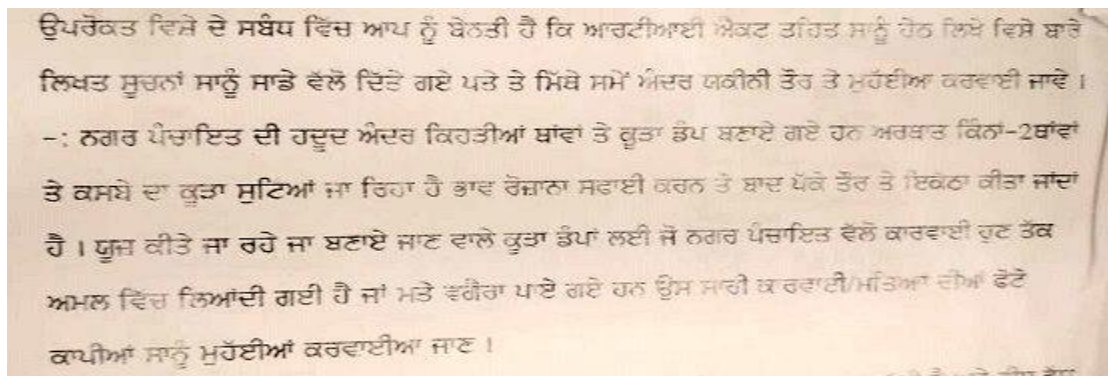 ਉਪਰੋਕਤ ਵਿਸ਼ੇ ਦੇ ਸਬੰਧ ਵਿੱਚ ਆਪ ਨੂੰ ਬੇਨਤੀ ਹੈ ਕਿ ਆਰਟੀਆਈ ਐਕਟ ਤਹਿਤ ਸਾਨੂੰ ਹੇਠ ਲਿਖੇ ਵਿਸ਼ੇ ਬਾਰੇ
ਲਿਖਤ ਸੂਚਨਾਂ ਸਾਨੂੰ ਸਾਡੇ ਵੱਲੋਂ ਦਿੱਤੇ ਗਏ ਪਤੇ ਤੇ ਮਿੱਥੇ ਸਮੇਂ ਅੰਦਰ ਯਕੀਨੀ ਤੌਰ ਤੇ ਮੁਹੱਈਆ ਕਰਵਾਈ ਜਾਵੇ ।
-: ਨਗਰ ਪੰਚਾਇਤ ਦੀ ਹਦੂਦ ਅੰਦਰ ਕਿਹੜੀਆਂ ਥਾਂਵਾਂ ਤੇ ਕੂੜਾ ਡੰਪ ਬਣਾਏ ਗਏ ਹਨ ਅਰਥਾਤ ਕਿੰਨਾਂ-2ਥਾਂਵਾਂ
ਤੇ ਕਸਬੇ ਦਾ ਕੂੜਾ ਸੁਟਿਆਂ ਜਾ ਰਿਹਾ ਹੈ ਭਾਵ ਰੋਜ਼ਾਨਾ ਸਫਾਈ ਕਰਨ ਤੇ ਬਾਦ ਪੱਕੇ ਤੌਰ ਤੇ ਇਕੱਠਾ ਕੀਤਾ ਜਾਂਦਾਂ
ਹੈ । ਯੂਜ਼ ਕੀਤੇ ਜਾ ਰਹੇ ਜਾ ਬਣਾਏ ਜਾਣ ਵਾਲੇ ਕੂੜਾ ਡੰਪਾਂ ਲਈ ਜੋ ਨਗਰ ਪੰਚਾਇਤ ਵੱਲੋਂ ਕਾਰਵਾਈ ਹੁਣ ਤੱਕ
ਅਮਲ ਵਿੱਚ ਲਿਆਂਦੀ ਗਈ ਹੈ ਜਾਂ ਮਤੇ ਵਗੈਰਾ ਪਾਏ ਗਏ ਹਨ ਉਸ ਸਾਰੀ ਕਾਰਵਾਈ/ਮਤਿਆਂ ਦੀਆਂ ਫੋਟੋ
ਕਾਪੀਆਂ ਸਾਨੂੰ ਮੁਹੱਈਆਂ ਕਰਵਾਈਆ ਜਾਣ ।